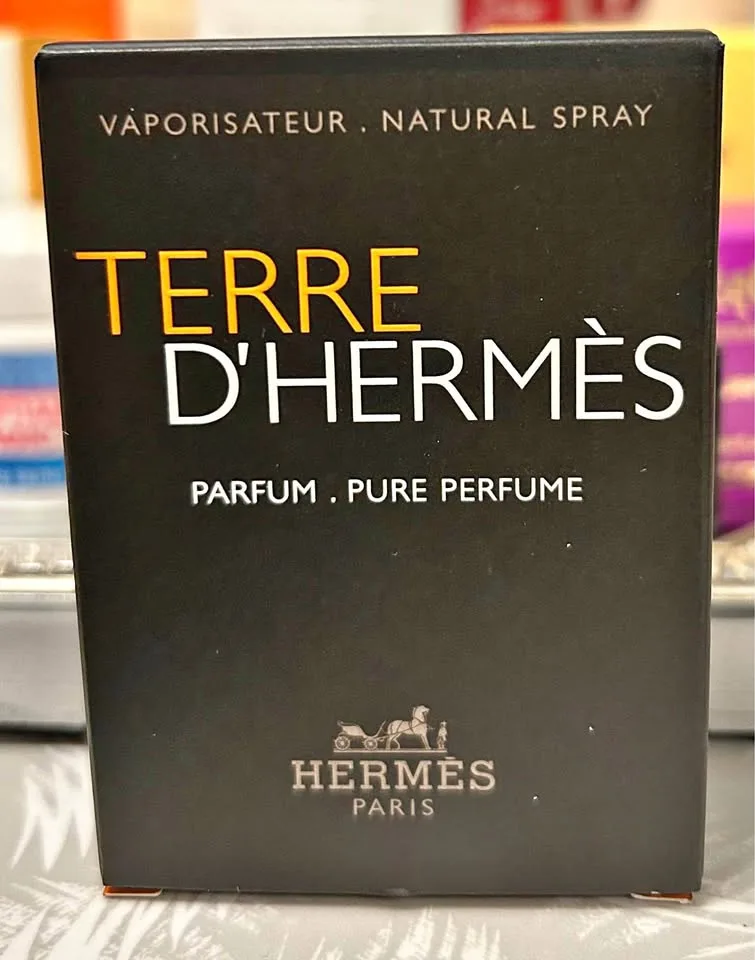 VAPORISATEUR . NATURAL SPRAY
TERRE
D'HERMÈS
PARFUM . PURE PERFUME
HERMÈS
PARIS